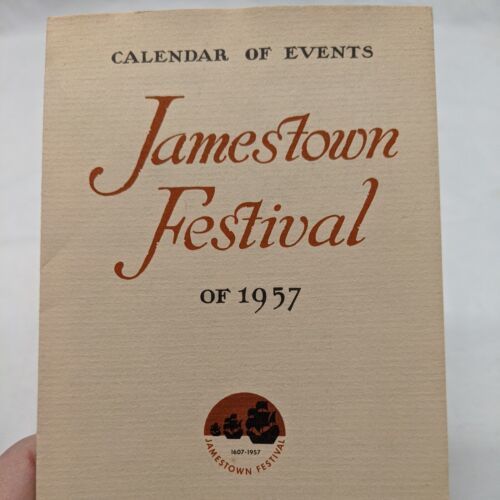 CALENDAR OF EVENTS
Jamestown
Festival
OF 1957
1607-1957
JAMESTOWN FESTIVAL